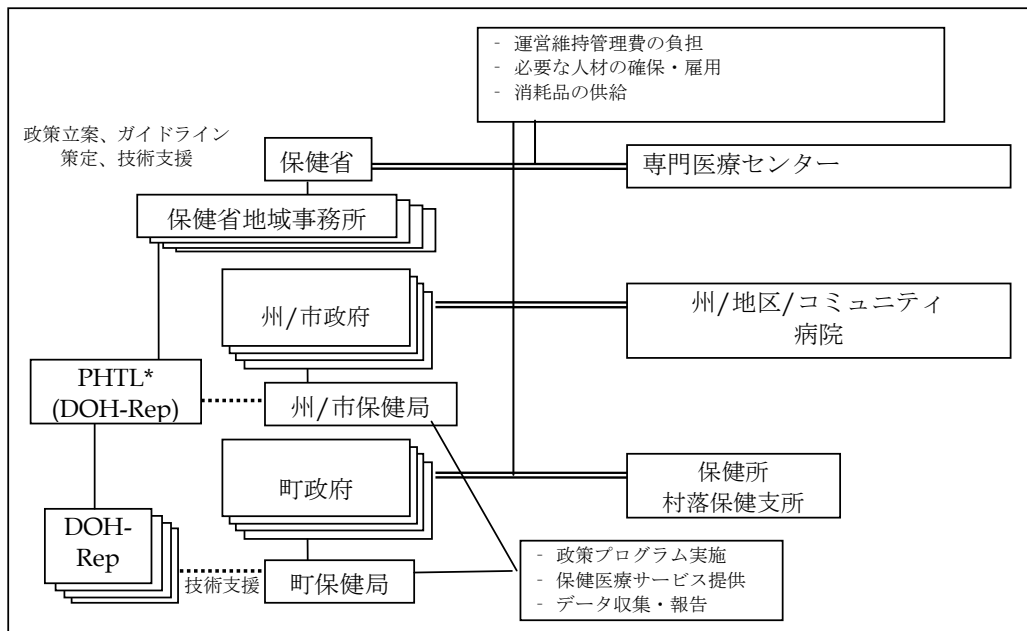 - 運営維持管理費の負担
- 必要な人材の確保・雇用
- 消耗品の供給
政策立案、ガイドライン
策定、技術支援
保健省
専門医療センター
保健省地域事務所
州/市政府
州/地区/コミュニティ
病院
PHTL*
(DOH-Rep)
州/市保健局
町政府
保健所
村落保健支所
DOH-
Rep
技術支援
町保健局
- 政策プログラム実施
- 保健医療サービス提供
- データ収集・報告